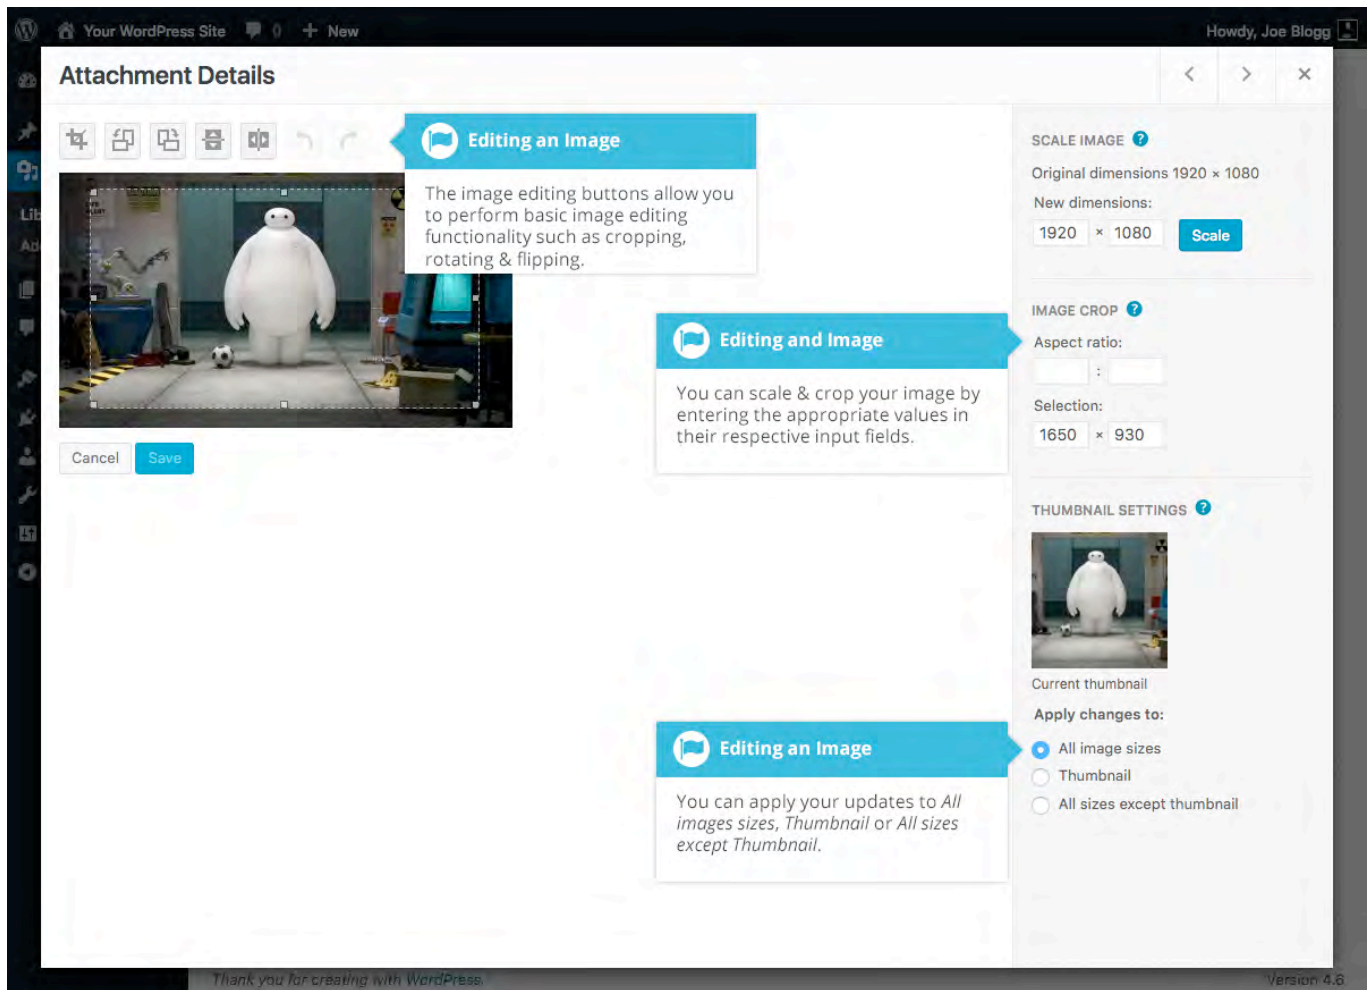 Your WordPress Site 0 + New
Howdy, Joe Blogg
Attachment Details
Editing an Image
The image editing buttons allow you
to perform basic image editing
functionality such as cropping,
rotating & flipping.
SCALE IMAGE ?
Original dimensions 1920 × 1080
New dimensions:
1920 × 1080 Scale
Lib
Ad
Editing and Image
You can scale & crop your image by
entering the appropriate values in
their respective input fields.
IMAGE CROP ?
Aspect ratio:
:
Selection:
1650 × 930
Cancel Save
THUMBNAIL SETTINGS ?
Current thumbnail
Apply changes to:
All image sizes
Thumbnail
All sizes except thumbnail
Editing an Image
You can apply your updates to All
images sizes, Thumbnail or All sizes
except Thumbnail.
Thank you for creating with WordPress.
Version 4.6